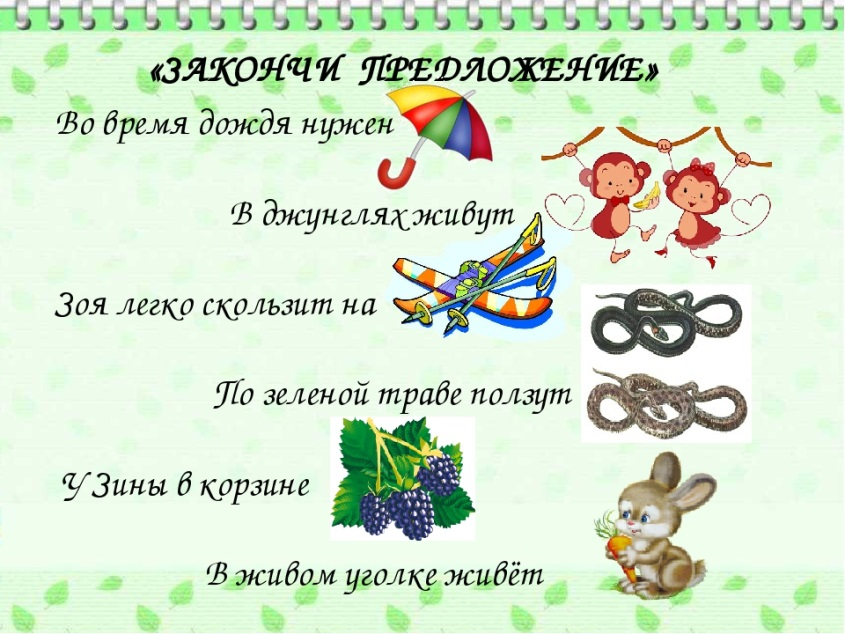 «ЗАКОНЧИ ПРЕДЛОЖЕНИЕ»
Во время дождя нужен
В джунглях живут
Зоя легко скользит на
По зеленой траве ползут
У Зины в корзине
В живом уголке живёт